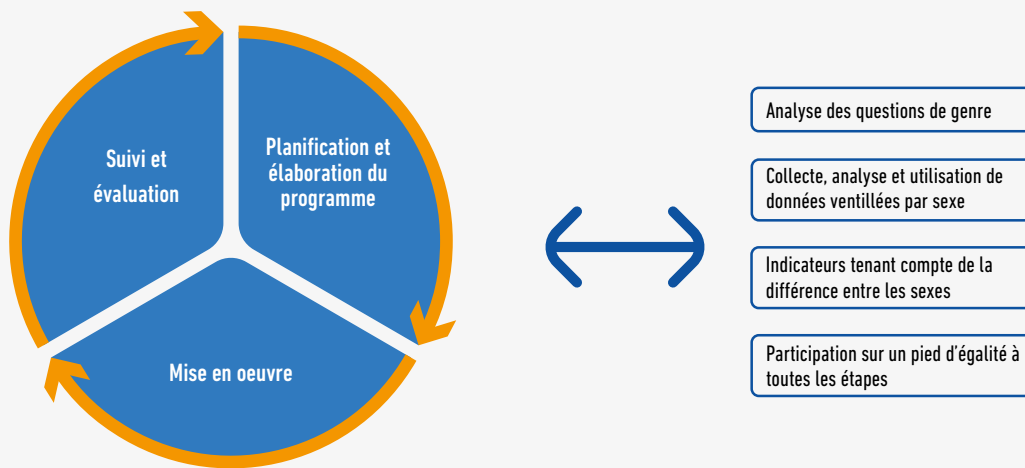 Suivi et
évaluation
Planification et
élaboration du
programme
Mise en oeuvre
Analyse des questions de genre
Collecte, analyse et utilisation de
données ventillées par sexe
Indicateurs tenant compte de la
différence entre les sexes
Participation sur un pied d’égalité à
toutes les étapes